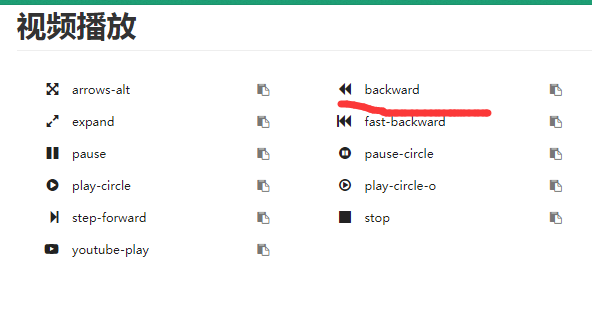 视频播放
arrows-alt backward
expand fast-backward
pause pause-circle
play-circle play-circle-o
step-forward stop
youtube-play